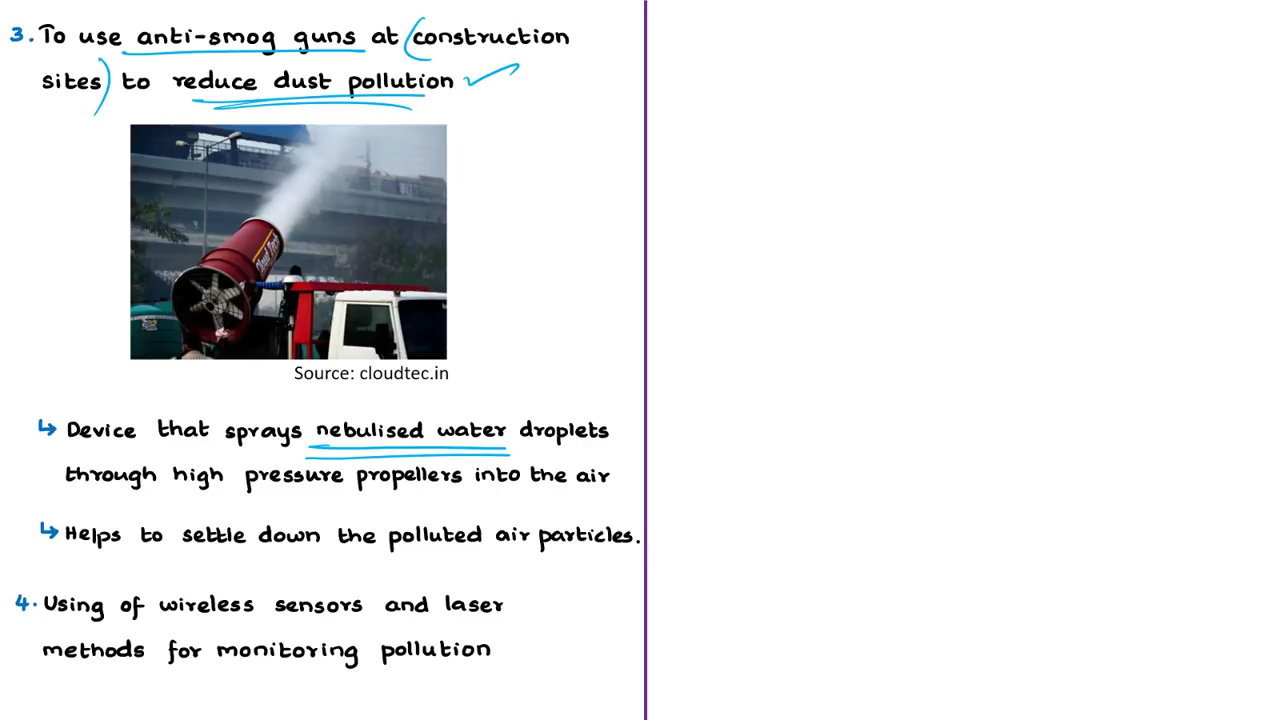 3. To use anti-smog guns at (construction
sites) to reduce dust pollution
Cloud Tech
Source: cloudtec.in
↳ Device that sprays nebulised water droplets
through high pressure propellers into the air
↳ Helps to settle down the polluted air particles.
4. Using of wireless sensors and laser
methods for monitoring pollution